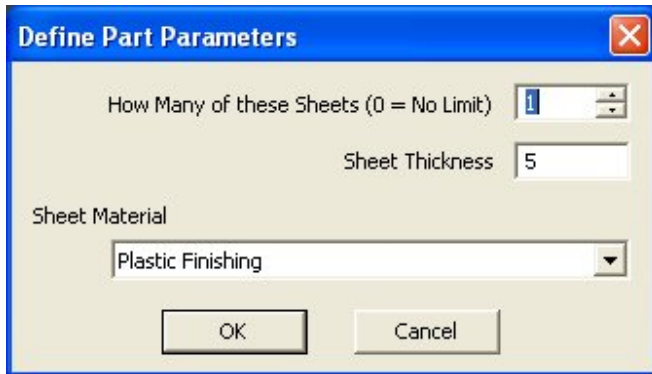 Define Part Parameters
How Many of these Sheets (0 = No Limit) 1
Sheet Thickness 5
Sheet Material
Plastic Finishing
OK Cancel